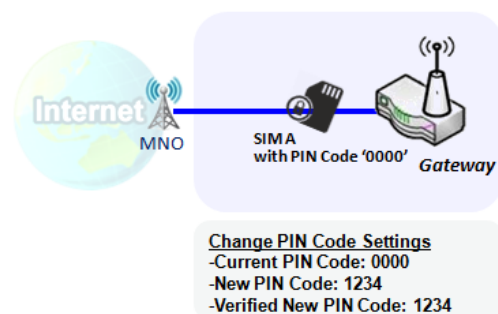 Internet
MNO
SIM A
with PIN Code ‘0000’
Gateway
Change PIN Code Settings
-Current PIN Code: 0000
-New PIN Code: 1234
-Verified New PIN Code: 1234